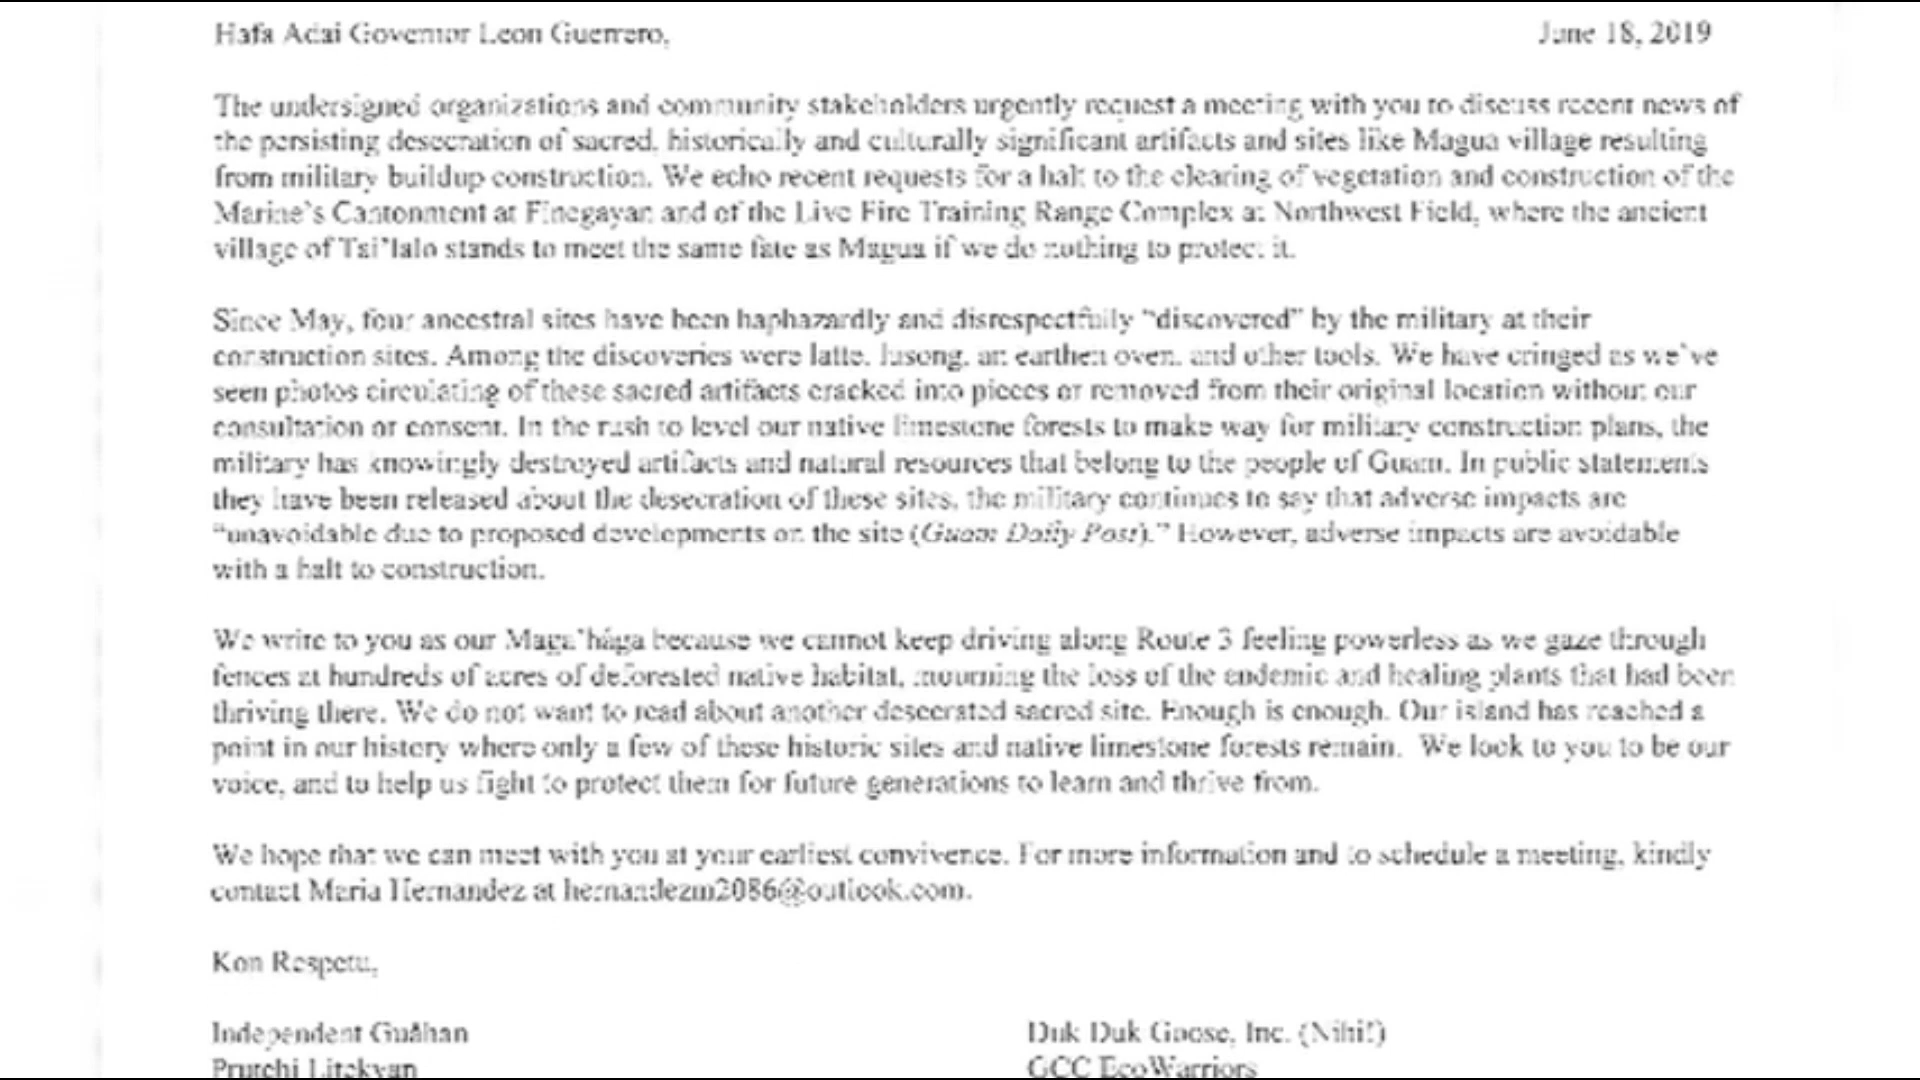 Hafa Adai Governor Leon Guerrero, June 18, 2019
The undersigned organizations and community stakeholders urgently request a meeting with you to discuss recent news of
the persisting desecration of sacred, historically and culturally significant artifacts and sites like Magua village resulting
from military buildup construction. We echo recent requests for a halt to the clearing of vegetation and construction of the
Marine's Cantonment at Finegayan and of the Live Fire Training Range Complex at Northwest Field, where the ancient
village of Tai'lalo stands to meet the same fate as Magua if we do nothing to protect it.
Since May, four ancestral sites have been haphazardly and disrespectfully "discovered" by the military at their
construction sites. Among the discoveries were latte, lusong, an earthen oven, and other tools. We have cringed as we've
seen photos circulating of these sacred artifacts cracked into pieces or removed from their original location without our
consultation or consent. In the rush to level our native limestone forests to make way for military construction plans, the
military has knowingly destroyed artifacts and natural resources that belong to the people of Guam. In public statements
they have been released about the desecration of these sites, the military continues to say that adverse impacts are
"unavoidable due to proposed developments on the site (Guam Daily Post)." However, adverse impacts are avoidable
with a halt to construction.
We write to you as our Maga'håga because we cannot keep driving along Route 3 feeling powerless as we gaze through
fences at hundreds of acres of deforested native habitat, mourning the loss of the endemic and healing plants that had been
thriving there. We do not want to read about another desecrated sacred site. Enough is enough. Our island has reached a
point in our history where only a few of these historic sites and native limestone forests remain. We look to you to be our
voice, and to help us fight to protect them for future generations to learn and thrive from.
We hope that we can meet with you at your earliest convivence. For more information and to schedule a meeting, kindly
contact Maria Hernandez at hernandezm2086@outlook.com.
Kon Respetu,
Independent Guåhan Duk Duk Goose, Inc. (Nihi!)
Prutehi Litekyan GCC EcoWarriors